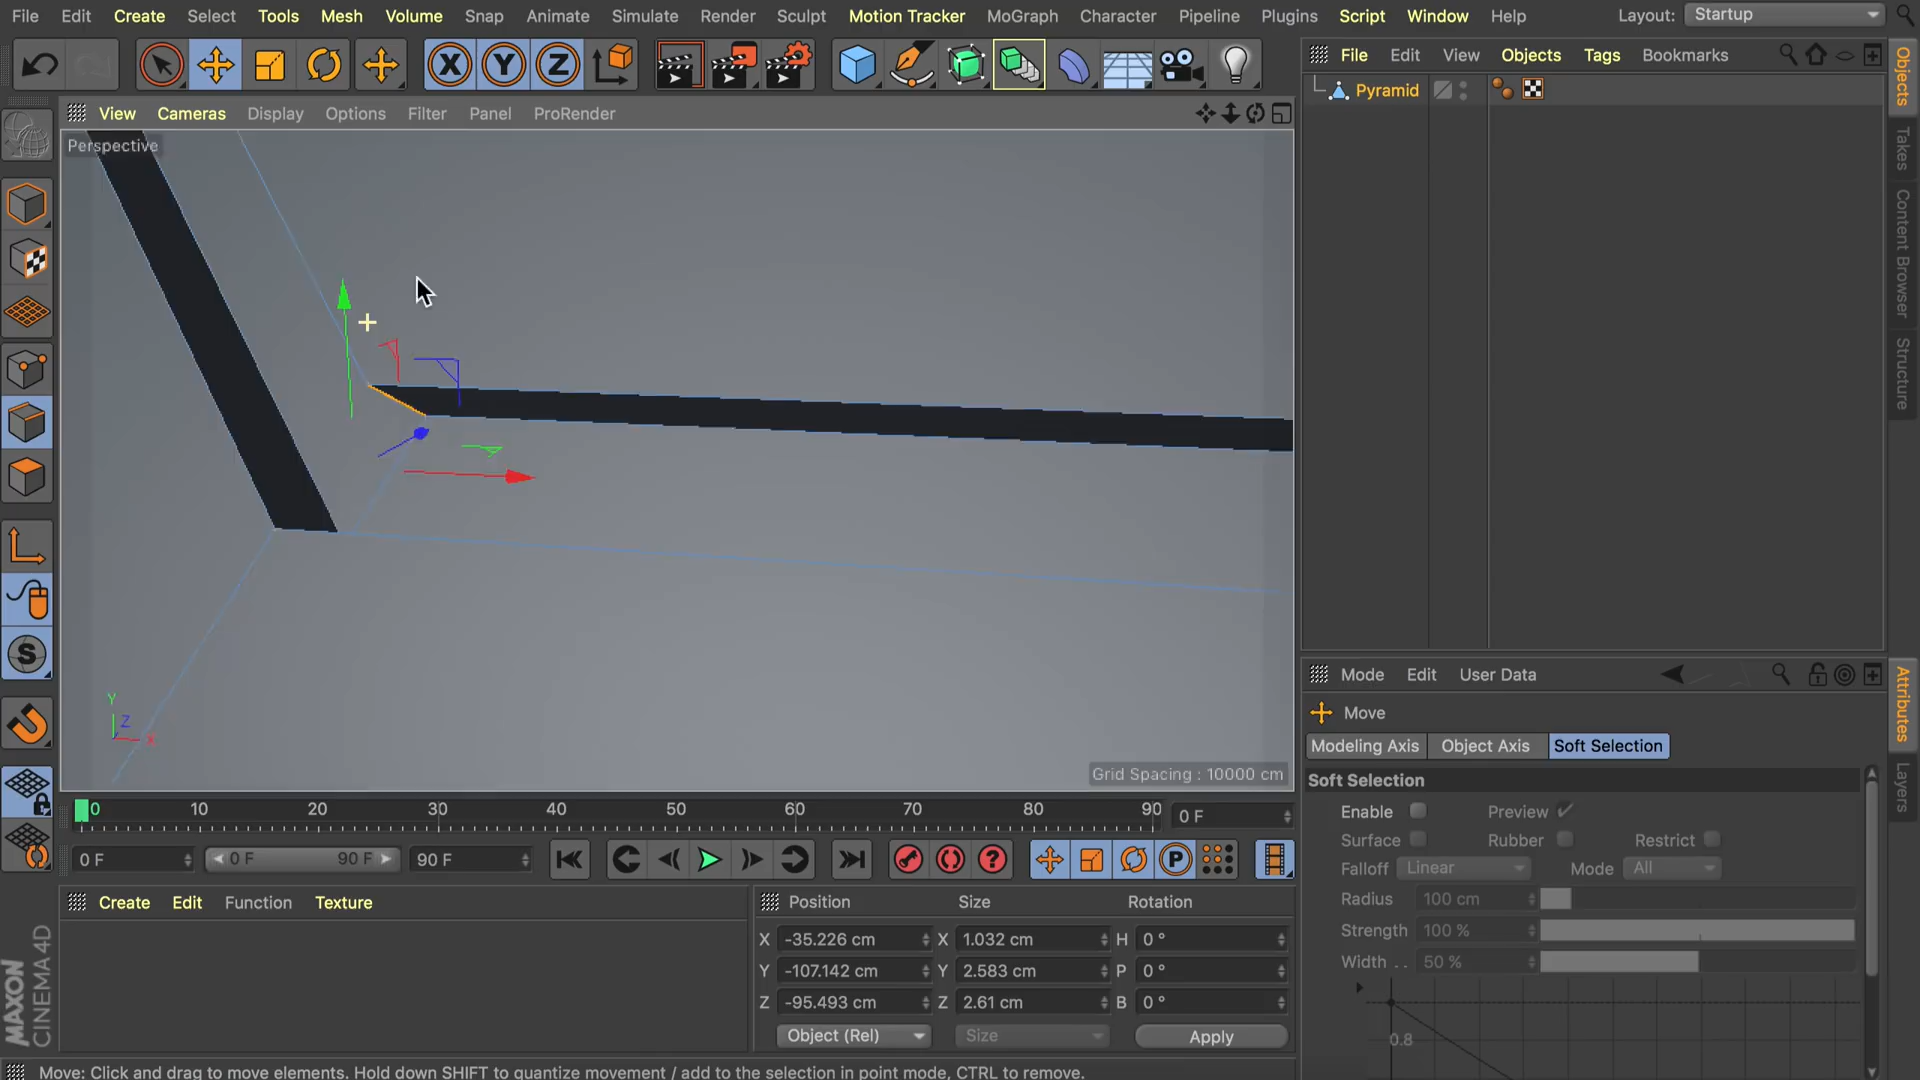 File Edit Create Select Tools Mesh Volume Snap Animate Simulate Render Sculpt Motion Tracker MoGraph Character Pipeline Plugins Script Window Help Layout: Startup
X Y Z
File Edit View Objects Tags Bookmarks
Pyramid
View Cameras Display Options Filter Panel ProRender
Perspective
Y
Z
X
Grid Spacing : 10000 cm
Objects
Takes
Content Browser
Structure
Attributes
Layers
S
Mode Edit User Data
Move
Modeling Axis Object Axis Soft Selection
Soft Selection
Enable Preview
Surface Rubber Restrict
Falloff Linear Mode All
Radius 100 cm
Strength 100 %
Width . . 50 %
0.8
0 10 20 30 40 50 60 70 80 90 0 F
0 F 0 F 90 F 90 F
P
Create Edit Function Texture
Position Size Rotation
X -35.226 cm X 1.032 cm H 0 °
Y -107.142 cm Y 2.583 cm P 0 °
Z -95.493 cm Z 2.61 cm B 0 °
Object (Rel) Size Apply
MAXON
CINEMA 4D
Move: Click and drag to move elements. Hold down SHIFT to quantize movement / add to the selection in point mode, CTRL to remove.